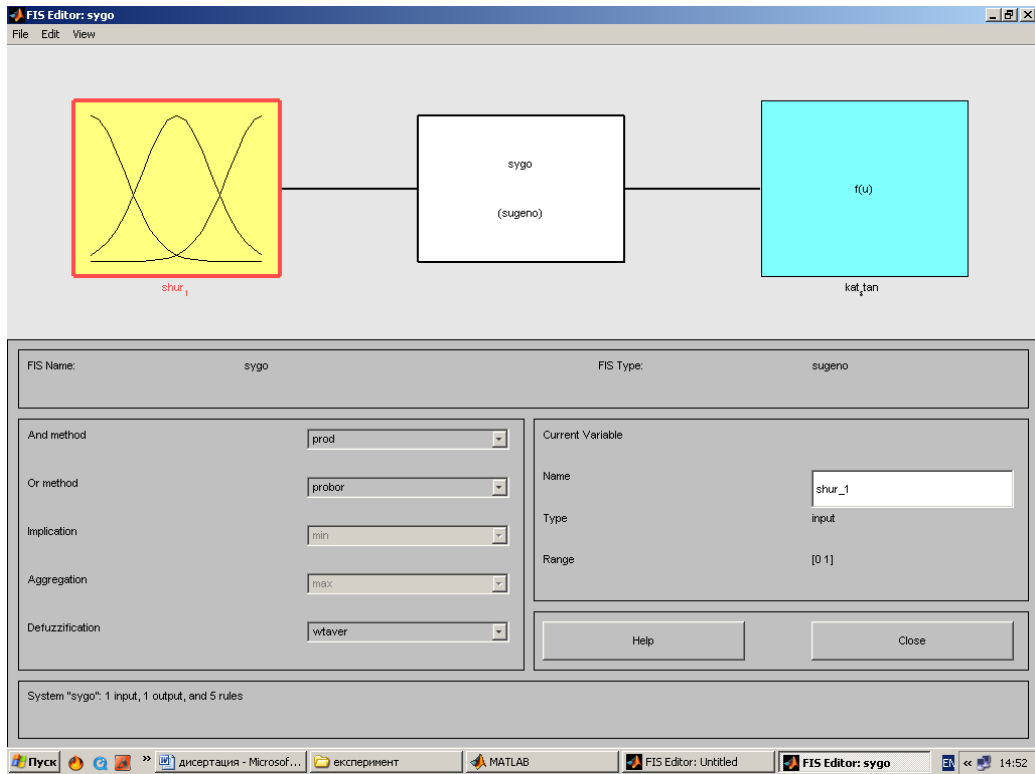 FIS Editor: sygo
File Edit View
sygo
(sugeno)
f(u)
shur₁
katₛtan
FIS Name: sygo FIS Type: sugeno
And method prod
Or method probor
Implication min
Aggregation max
Defuzzification wtaver
Current Variable
Name shur_1
Type input
Range [0 1]
Help Close
System "sygo": 1 input, 1 output, and 5 rules
Пуск » дисертация - Microsof... експеримент MATLAB FIS Editor: Untitled FIS Editor: sygo EN « 14:52